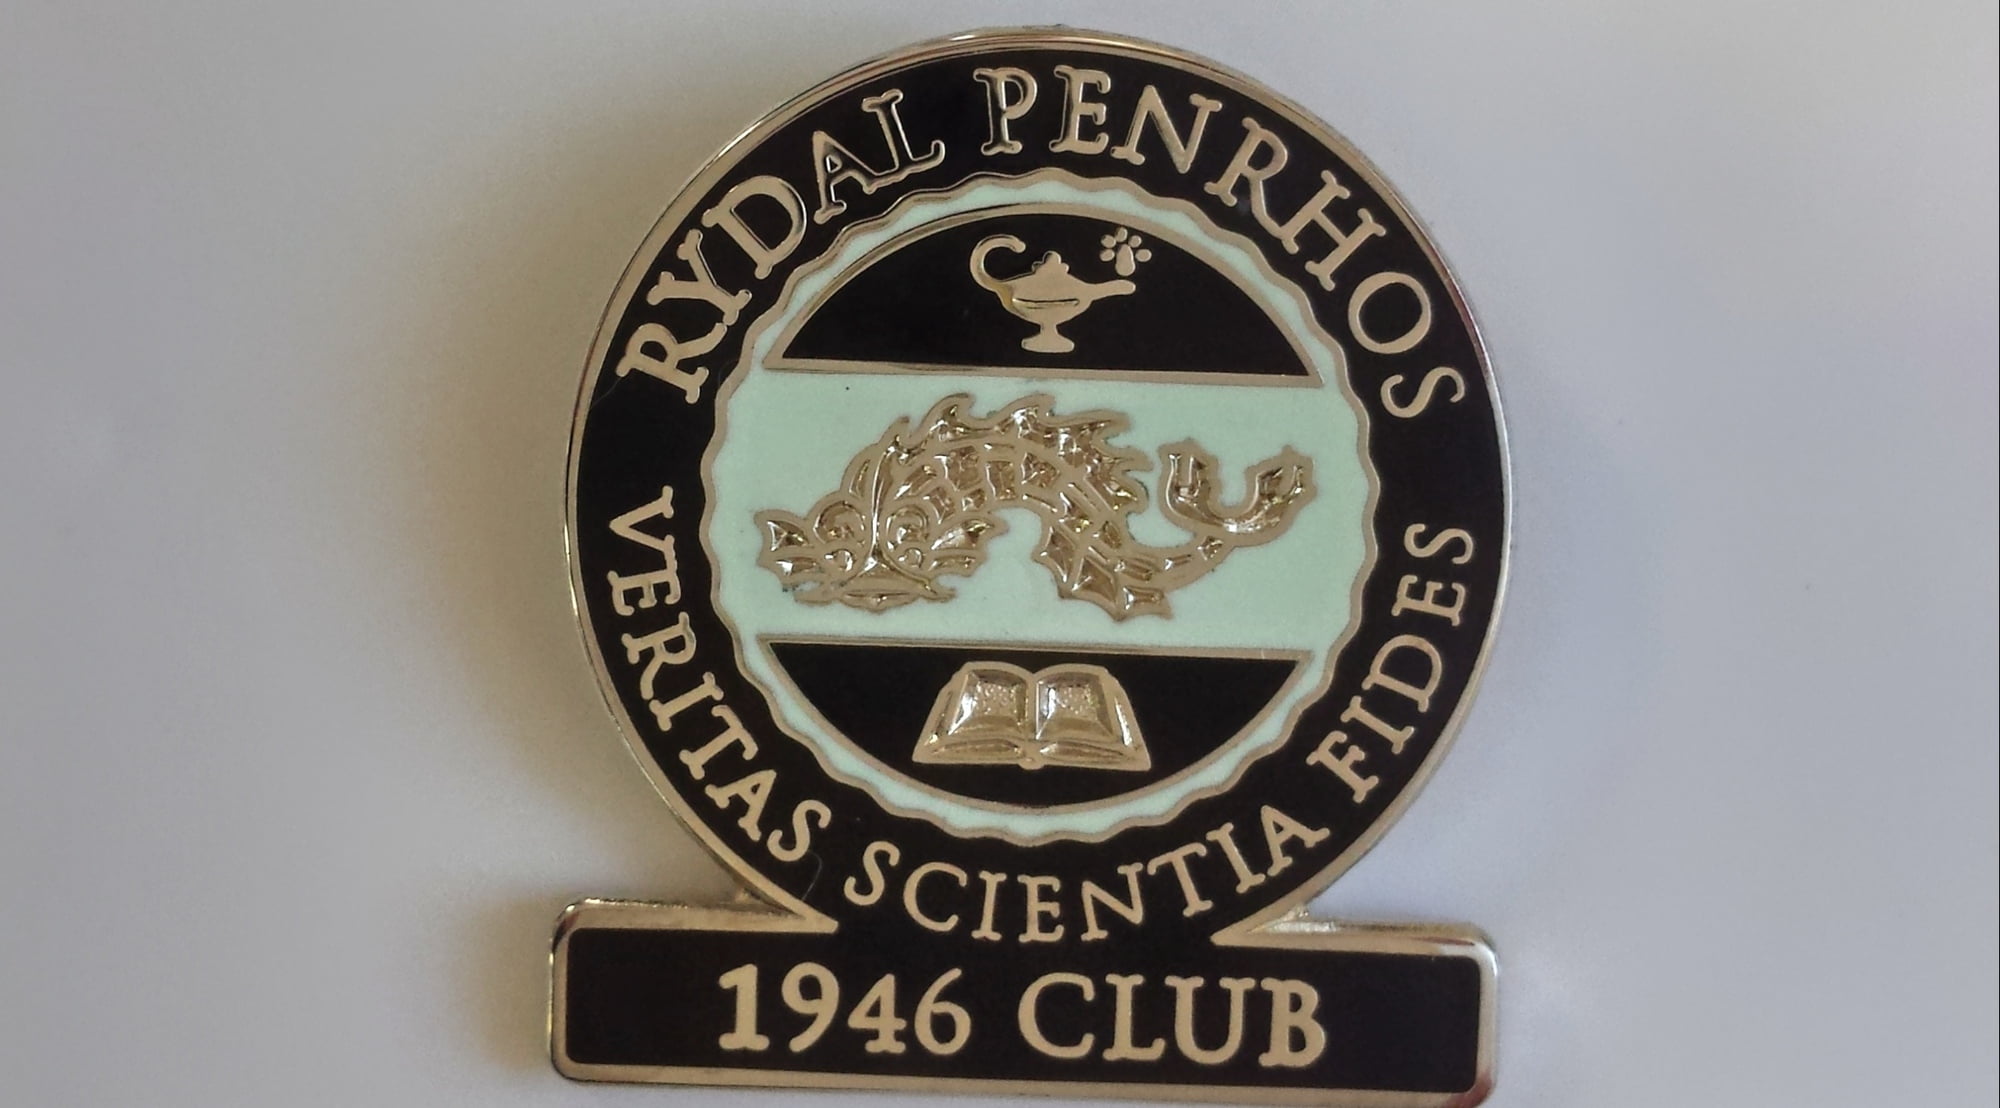 RYDAL PENRHOS
VERITAS SCIENTIA FIDES
1946 CLUB